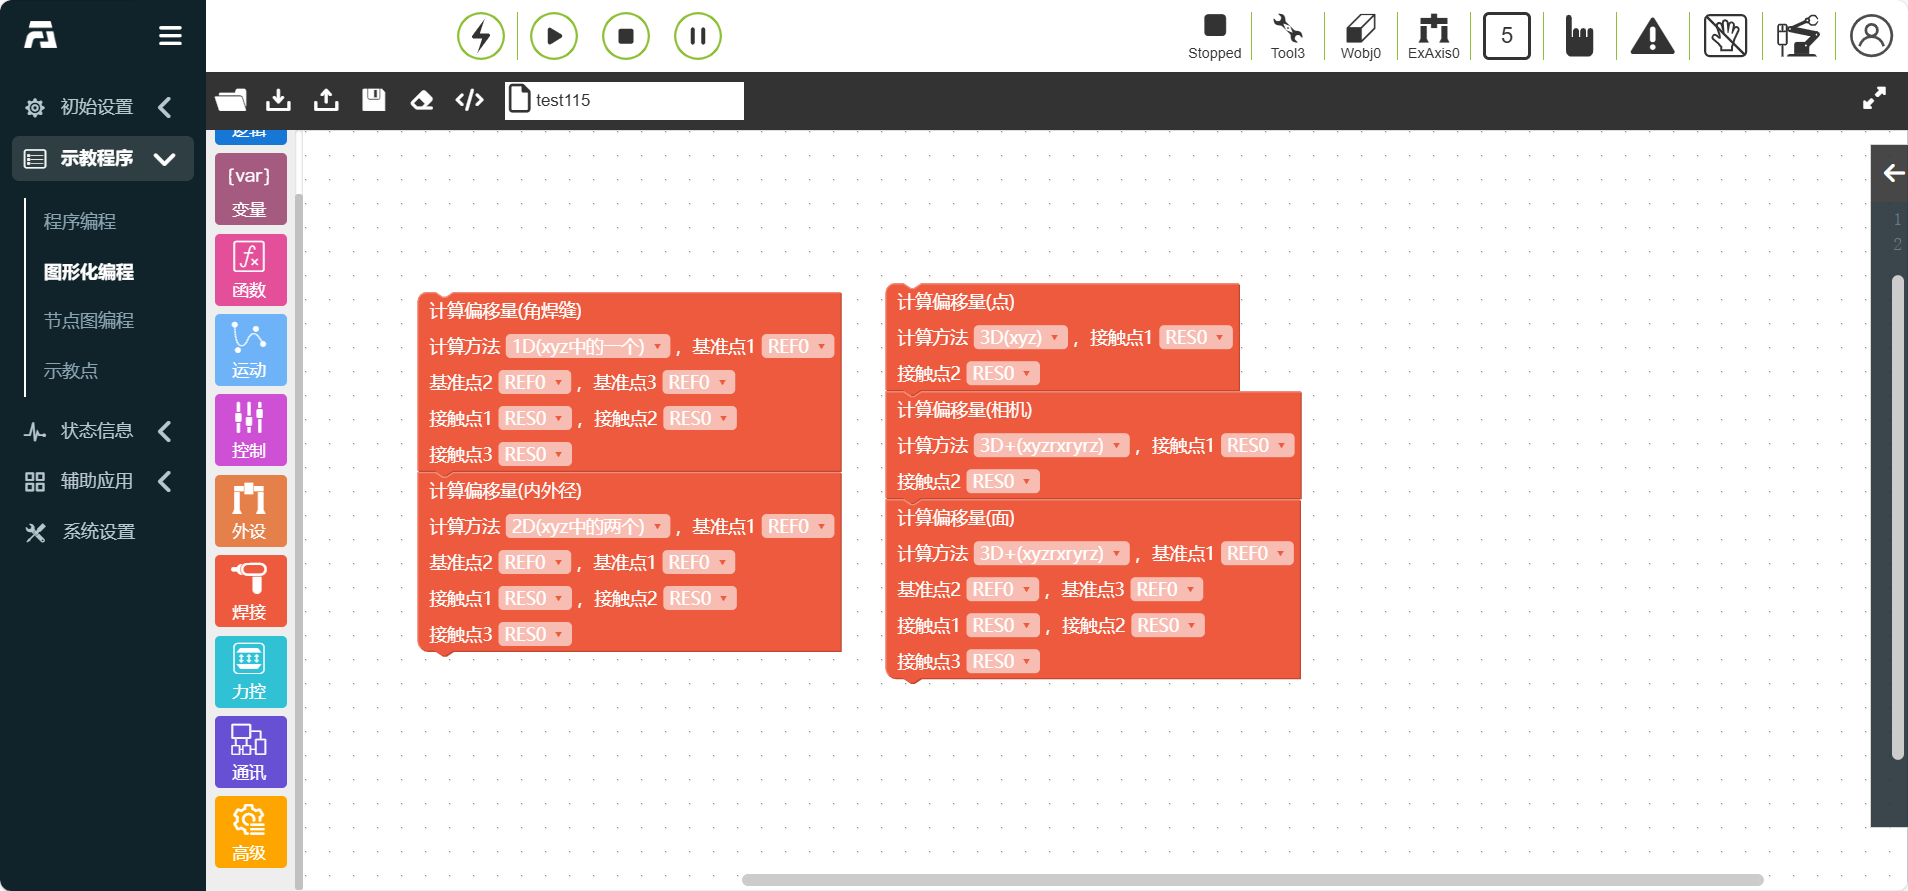 Stopped
Tool3
Wobj0
ExAxis0
5
test115
初始设置
示教程序
程序编程
图形化编程
节点图编程
示教点
状态信息
辅助应用
系统设置
逻辑
[var]
变量
函数
运动
控制
外设
焊接
力控
通讯
高级
计算偏移量(角焊缝)
计算方法 1D(xyz中的一个) ，基准点1 REF0
基准点2 REF0 ，基准点3 REF0
接触点1 RES0 ，接触点2 RES0
接触点3 RES0
计算偏移量(内外径)
计算方法 2D(xyz中的两个) ，基准点1 REF0
基准点2 REF0 ，基准点1 REF0
接触点1 RES0 ，接触点2 RES0
接触点3 RES0
计算偏移量(点)
计算方法 3D(xyz) ，接触点1 RES0
接触点2 RES0
计算偏移量(相机)
计算方法 3D+(xyzrxryrz) ，接触点1 RES0
接触点2 RES0
计算偏移量(面)
计算方法 3D+(xyzrxryrz) ，基准点1 REF0
基准点2 REF0 ，基准点3 REF0
接触点1 RES0 ，接触点2 RES0
接触点3 RES0
1
2